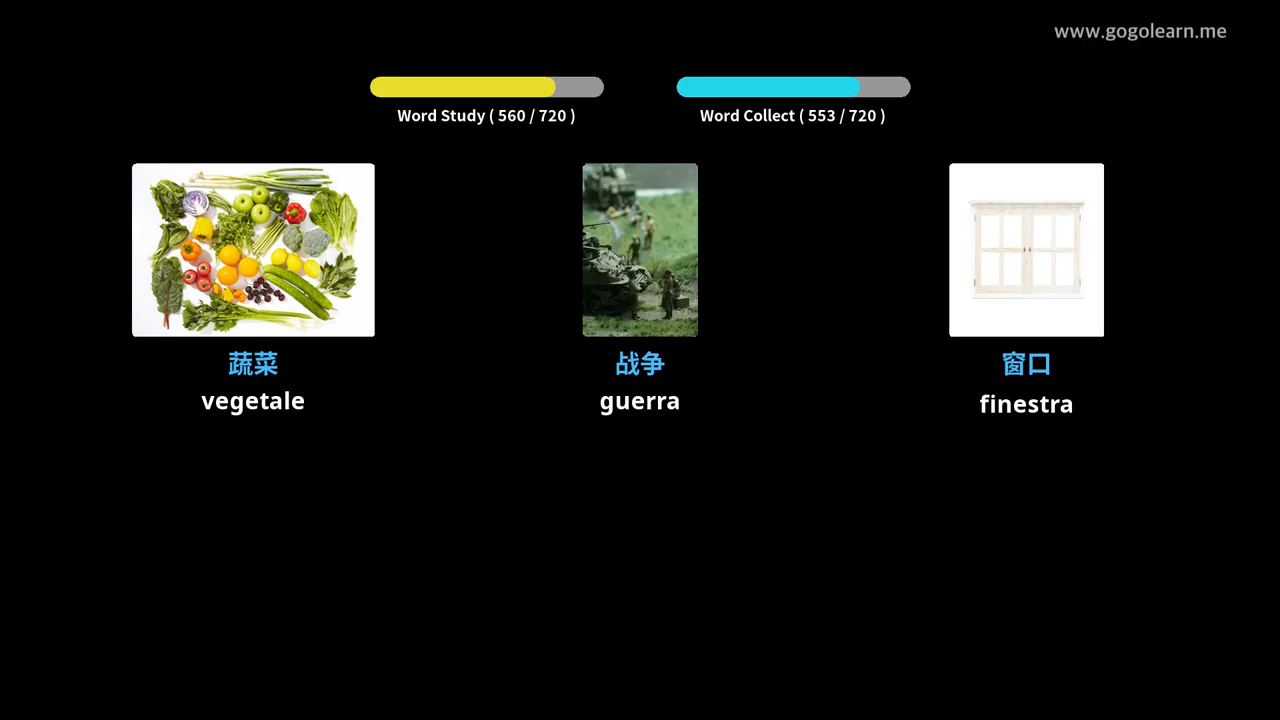 www.gogolearn.me
Word Study ( 560 / 720 )
Word Collect ( 553 / 720 )
蔬菜
vegetale
战争
guerra
窗口
finestra